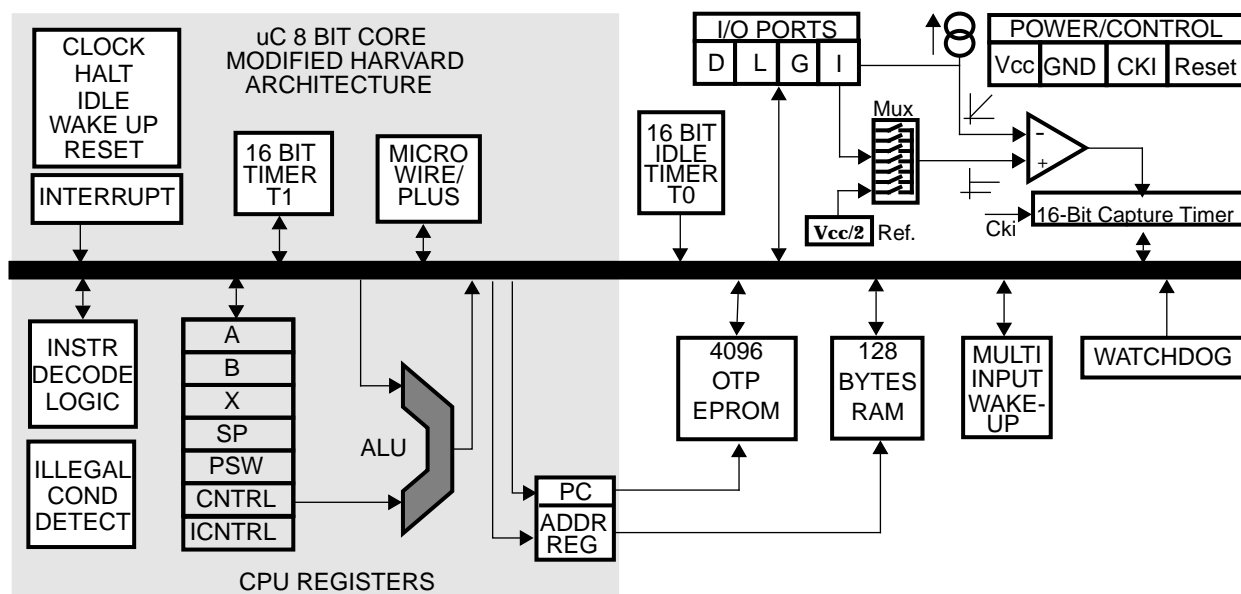 CLOCK
HALT
IDLE
WAKE UP
RESET
INTERRUPT
uC 8 BIT CORE
MODIFIED HARVARD
ARCHITECTURE
16 BIT
TIMER
T1
MICRO
WIRE/
PLUS
I/O PORTS
D L G I
POWER/CONTROL
Vcc GND CKI Reset
16 BIT
IDLE
TIMER
T0
Mux
Vcc/2 Ref.
-
+
Cki
16-Bit Capture Timer
INSTR
DECODE
LOGIC
ILLEGAL
COND
DETECT
A
B
X
SP
PSW
CNTRL
ICNTRL
ALU
PC
ADDR
REG
4096
OTP
EPROM
128
BYTES
RAM
MULTI
INPUT
WAKE-
UP
WATCHDOG
CPU REGISTERS